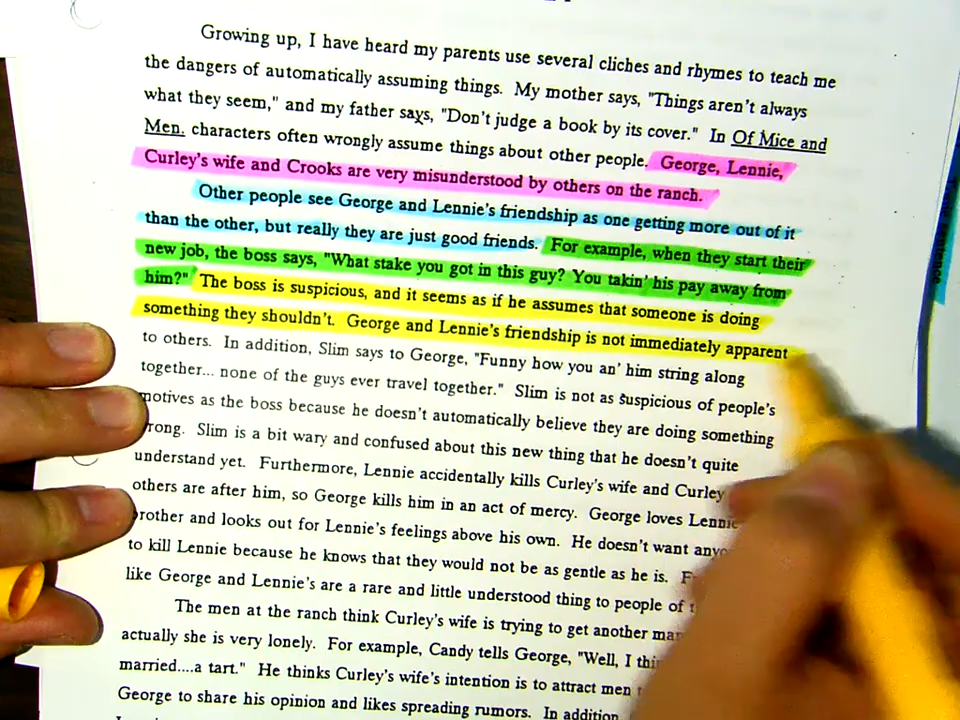 Growing up, I have heard my parents use several cliches and rhymes to teach me
the dangers of automatically assuming things. My mother says, "Things aren't always
what they seem," and my father says, "Don't judge a book by its cover." In Of Mice and
Men, characters often wrongly assume things about other people. George, Lennie,
Curley's wife and Crooks are very misunderstood by others on the ranch.
Other people see George and Lennie's friendship as one getting more out of it
than the other, but really they are just good friends. For example, when they start their
new job, the boss says, "What stake you got in this guy? You takin' his pay away from
him?" The boss is suspicious, and it seems as if he assumes that someone is doing
something they shouldn't. George and Lennie's friendship is not immediately apparent
to others. In addition, Slim says to George, "Funny how you an' him string along
together... none of the guys ever travel together." Slim is not as suspicious of people's
motives as the boss because he doesn't automatically believe they are doing something
rong. Slim is a bit wary and confused about this new thing that he doesn't quite
understand yet. Furthermore, Lennie accidentally kills Curley's wife and Curley
others are after him, so George kills him in an act of mercy. George loves Lennie
rother and looks out for Lennie's feelings above his own. He doesn't want
to kill Lennie because he knows that they would not be as gentle as he is.
like George and Lennie's are a rare and little understood thing to people of
The men at the ranch think Curley's wife is trying to get another
actually she is very lonely. For example, Candy tells George, "Well, I
married....a tart." He thinks Curley's wife's intention is to attract men
George to share his opinion and likes spreading rumors. In addition